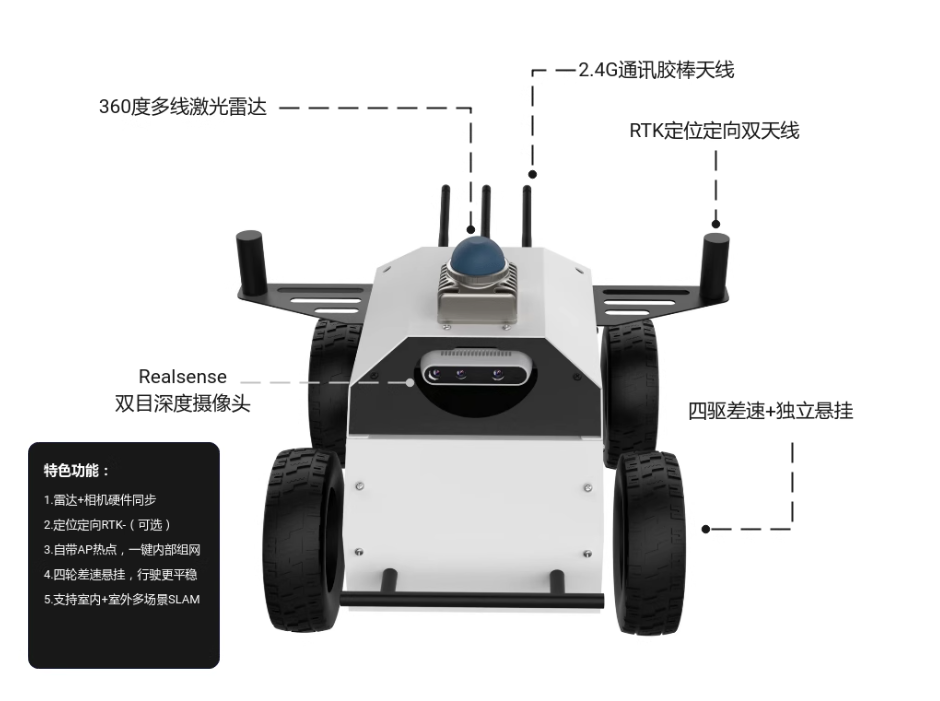 2.4G通讯胶棒天线
360度多线激光雷达
RTK定位定向双天线
Realsense
双目深度摄像头
四驱差速+独立悬挂
特色功能：
1.雷达+相机硬件同步
2.定位定向RTK-（可选）
3.自带AP热点，一键内部组网
4.四轮差速悬挂，行驶更平稳
5.支持室内+室外多场景SLAM